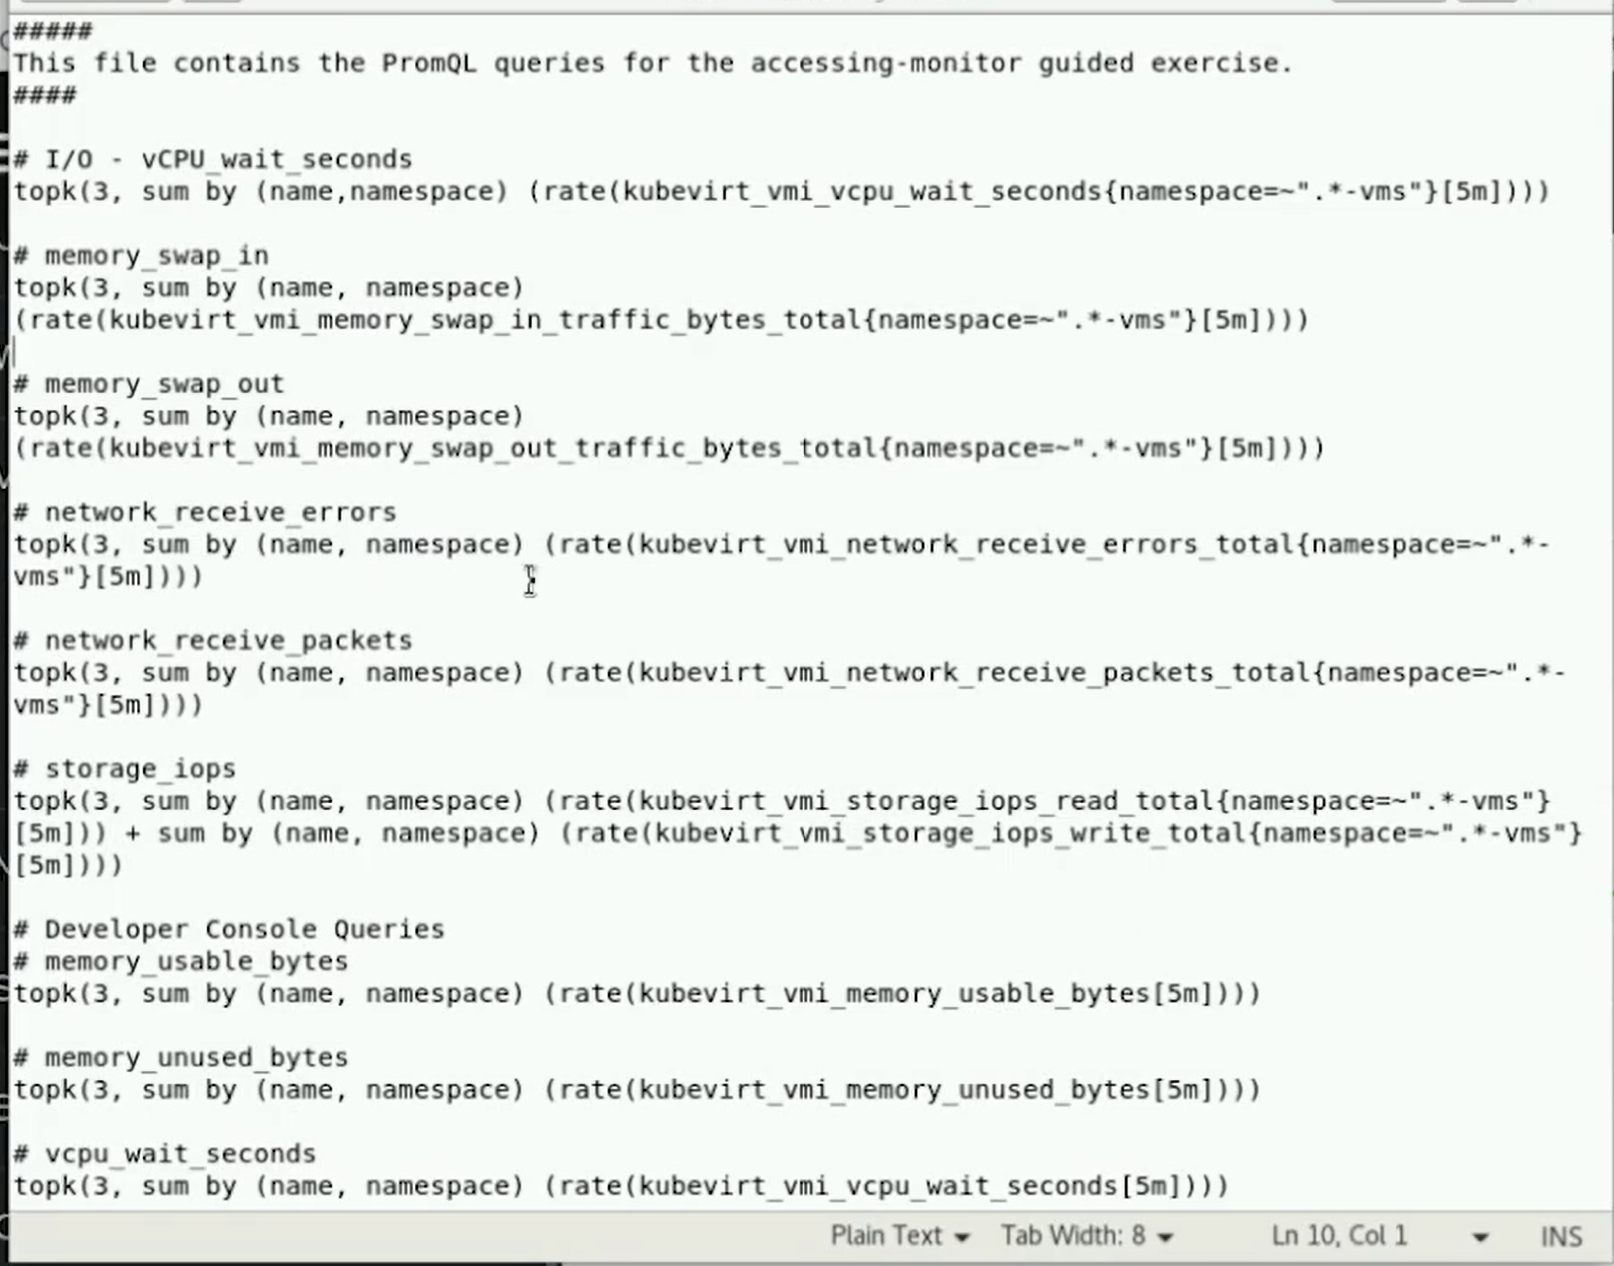 #####
This file contains the PromQL queries for the accessing-monitor guided exercise.
####
# I/O - vCPU_wait_seconds
topk(3, sum by (name,namespace) (rate(kubevirt_vmi_vcpu_wait_seconds{namespace=~".*-vms"}[5m])))
# memory_swap_in
topk(3, sum by (name, namespace)
(rate(kubevirt_vmi_memory_swap_in_traffic_bytes_total{namespace=~".*-vms"}[5m])))
# memory_swap_out
topk(3, sum by (name, namespace)
(rate(kubevirt_vmi_memory_swap_out_traffic_bytes_total{namespace=~".*-vms"}[5m])))
# network_receive_errors
topk(3, sum by (name, namespace) (rate(kubevirt_vmi_network_receive_errors_total{namespace=~".*-
vms"}[5m])))
# network_receive_packets
topk(3, sum by (name, namespace) (rate(kubevirt_vmi_network_receive_packets_total{namespace=~".*-
vms"}[5m])))
# storage_iops
topk(3, sum by (name, namespace) (rate(kubevirt_vmi_storage_iops_read_total{namespace=~".*-vms"}
[5m])) + sum by (name, namespace) (rate(kubevirt_vmi_storage_iops_write_total{namespace=~".*-vms"}
[5m])))
# Developer Console Queries
# memory_usable_bytes
topk(3, sum by (name, namespace) (rate(kubevirt_vmi_memory_usable_bytes[5m])))
# memory_unused_bytes
topk(3, sum by (name, namespace) (rate(kubevirt_vmi_memory_unused_bytes[5m])))
# vcpu_wait_seconds
topk(3, sum by (name, namespace) (rate(kubevirt_vmi_vcpu_wait_seconds[5m])))
Plain Text Tab Width: 8 Ln 10, Col 1 INS